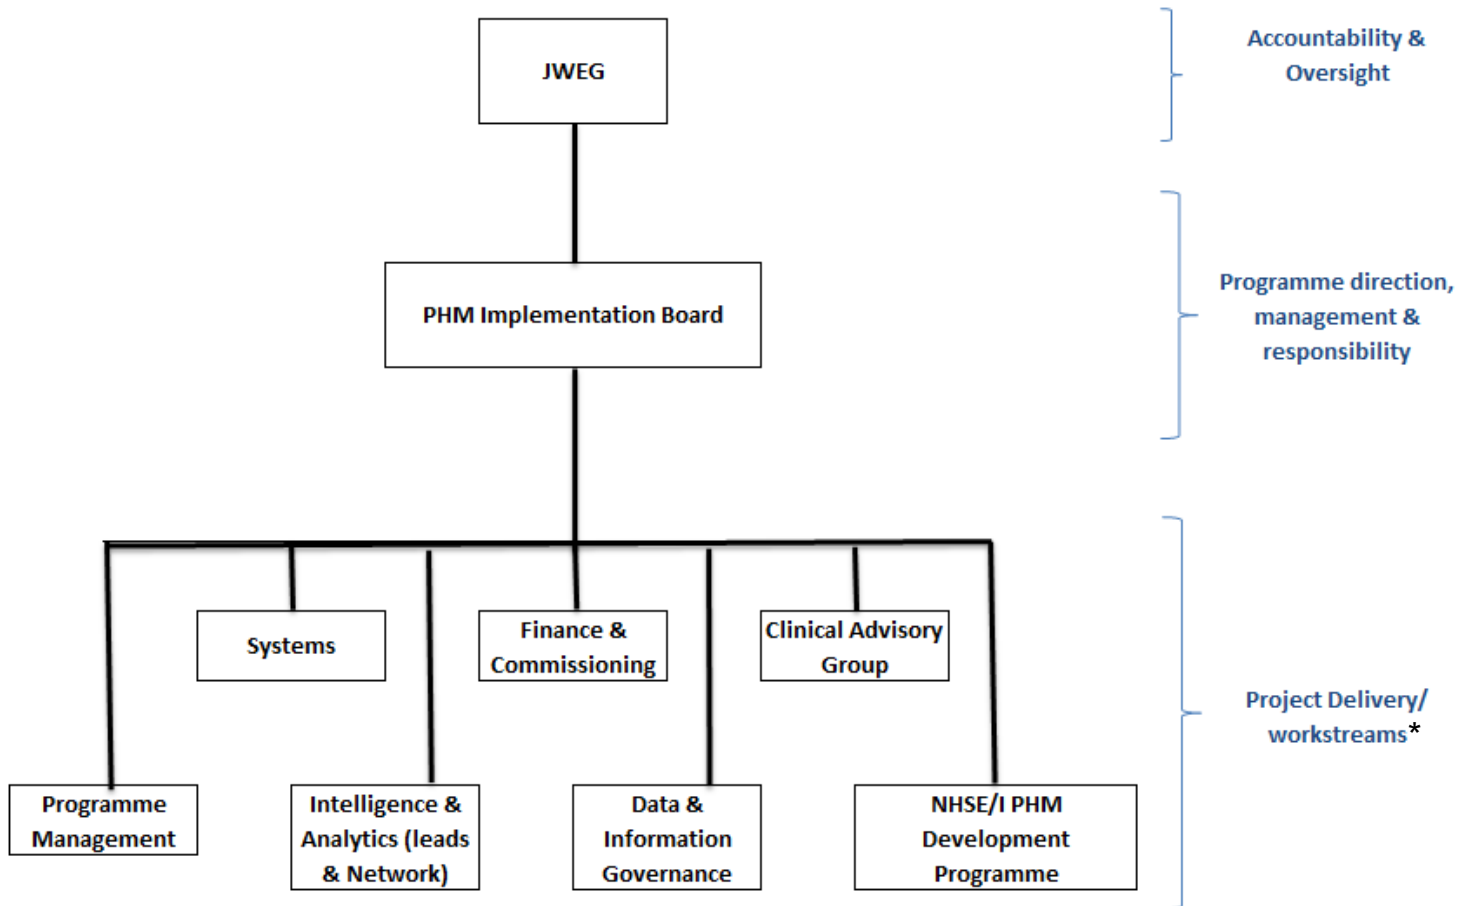 JWEG
Accountability &
Oversight
PHM Implementation Board
Programme direction,
management &
responsibility
Systems
Finance &
Commissioning
Clinical Advisory
Group
Project Delivery/
workstreams*
Programme
Management
Intelligence &
Analytics (leads
& Network)
Data &
Information
Governance
NHSE/I PHM
Development
Programme